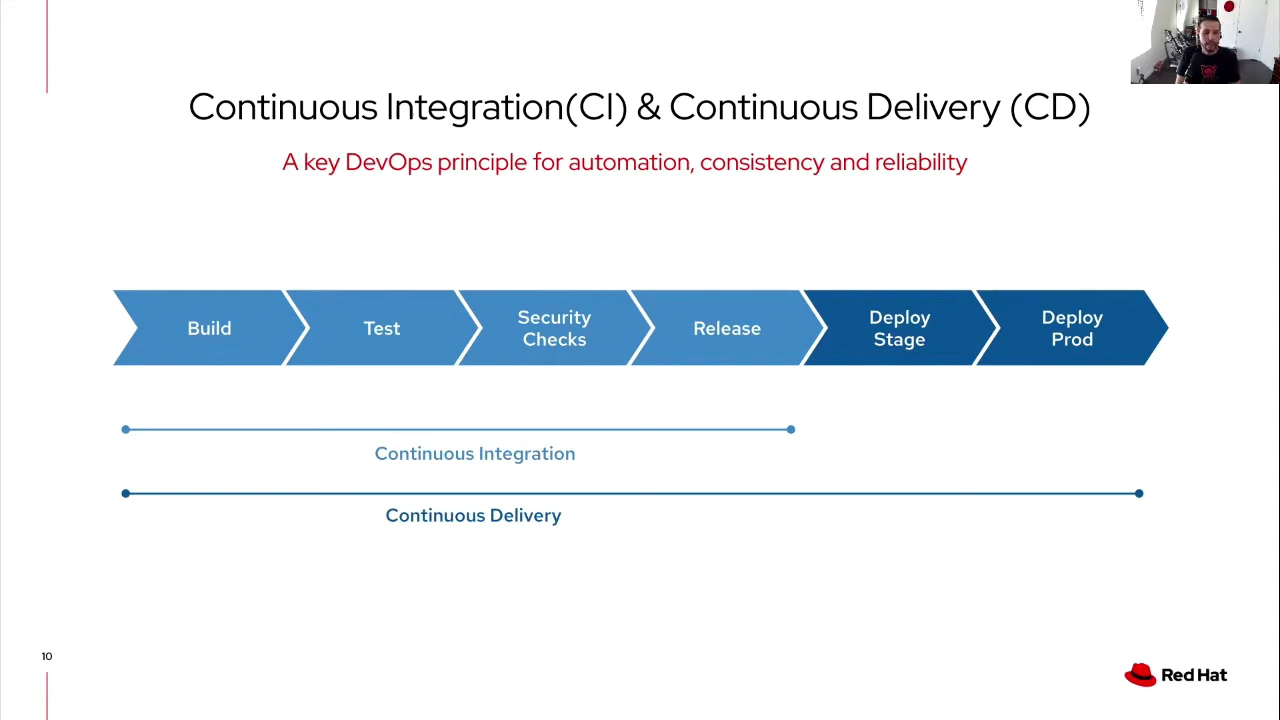 Continuous Integration(CI) & Continuous Delivery (CD)
A key DevOps principle for automation, consistency and reliability
Build
Test
Security
Checks
Release
Deploy
Stage
Deploy
Prod
Continuous Integration
Continuous Delivery
10
Red Hat